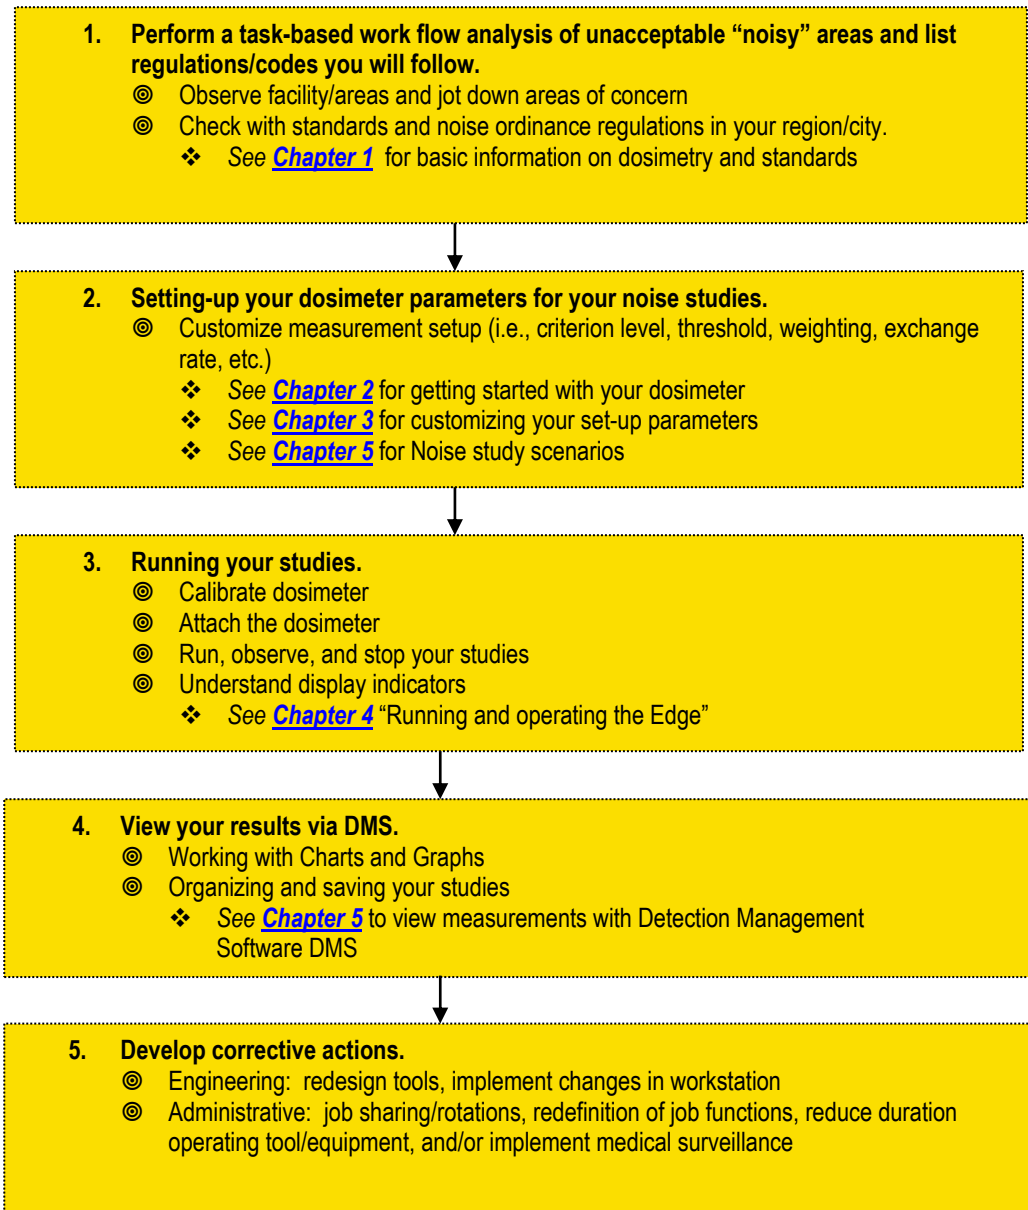 1. Perform a task-based work flow analysis of unacceptable “noisy” areas and list
regulations/codes you will follow.
⦾ Observe facility/areas and jot down areas of concern
⦾ Check with standards and noise ordinance regulations in your region/city.
❖ See Chapter 1 for basic information on dosimetry and standards
2. Setting-up your dosimeter parameters for your noise studies.
⦾ Customize measurement setup (i.e., criterion level, threshold, weighting, exchange
rate, etc.)
❖ See Chapter 2 for getting started with your dosimeter
❖ See Chapter 3 for customizing your set-up parameters
❖ See Chapter 5 for Noise study scenarios
3. Running your studies.
⦾ Calibrate dosimeter
⦾ Attach the dosimeter
⦾ Run, observe, and stop your studies
⦾ Understand display indicators
❖ See Chapter 4 “Running and operating the Edge”
4. View your results via DMS.
⦾ Working with Charts and Graphs
⦾ Organizing and saving your studies
❖ See Chapter 5 to view measurements with Detection Management
Software DMS
5. Develop corrective actions.
⦾ Engineering: redesign tools, implement changes in workstation
⦾ Administrative: job sharing/rotations, redefinition of job functions, reduce duration
operating tool/equipment, and/or implement medical surveillance